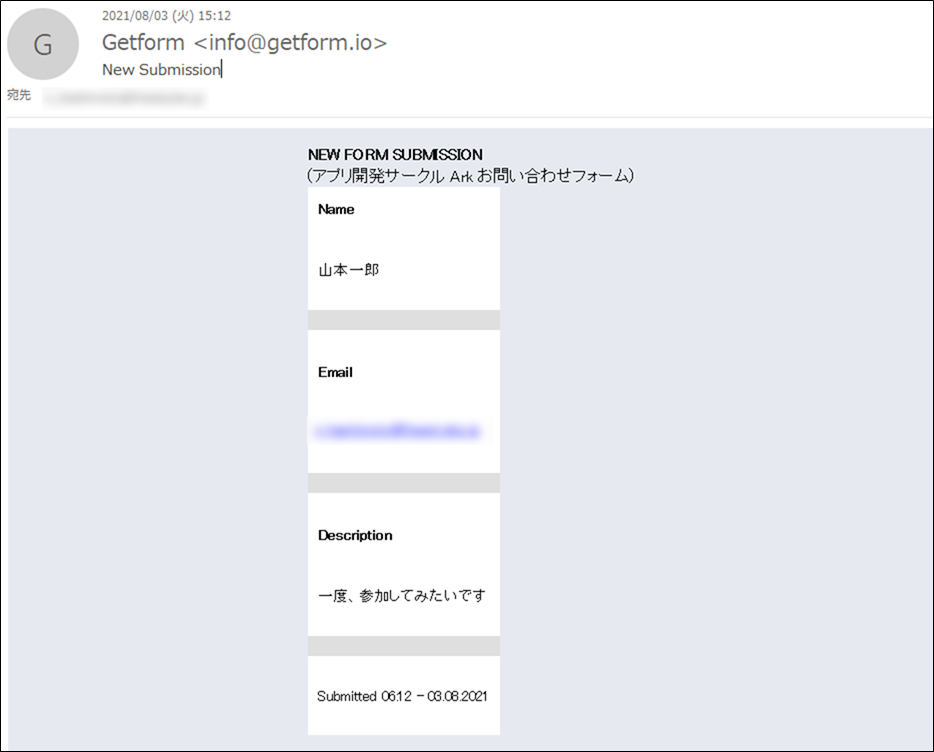 2021/08/03 (火) 15:12
G
Getform <info@getform.io>
New Submission
宛先
NEW FORM SUBMISSION
(アプリ開発サークル Ark お問い合わせフォーム)
Name
山本一郎
Email
Description
一度、参加してみたいです
Submitted 06:12 - 03.08.2021